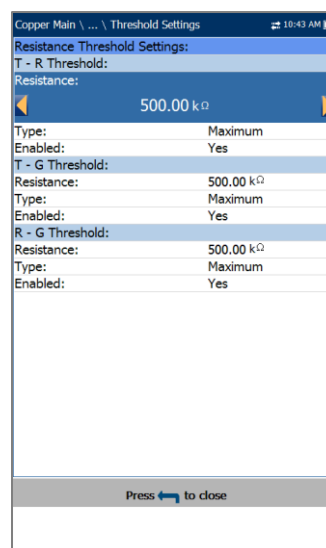 Copper Main \ ... \ Threshold Settings 10:43 AM
Resistance Threshold Settings:
T - R Threshold:
Resistance:
500.00 kΩ
Type: Maximum
Enabled: Yes
T - G Threshold:
Resistance: 500.00 kΩ
Type: Maximum
Enabled: Yes
R - G Threshold:
Resistance: 500.00 kΩ
Type: Maximum
Enabled: Yes
Press to close